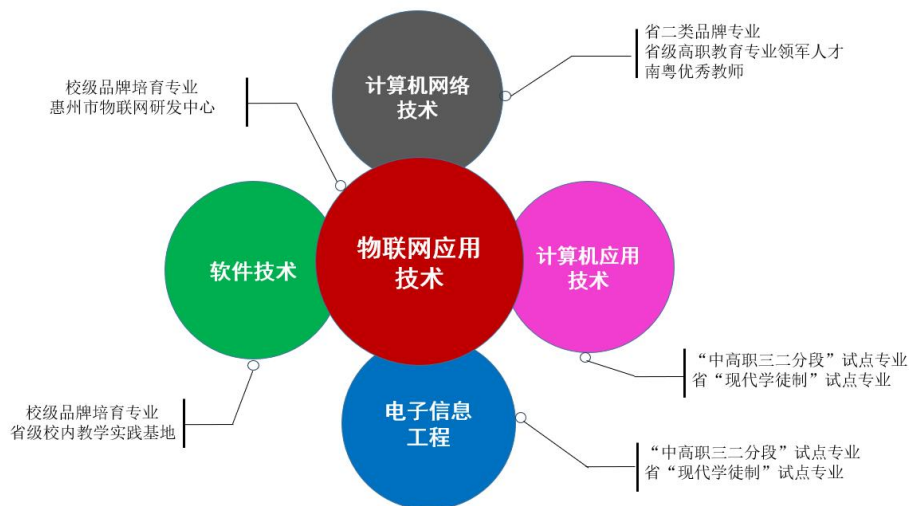 省二类品牌专业
省级高职教育专业领军人才
南粤优秀教师
校级品牌培育专业
惠州市物联网研发中心
计算机网络
技术
物联网应用
技术
软件技术
计算机应用
技术
“中高职三二分段”试点专业
省“现代学徒制”试点专业
校级品牌培育专业
省级校内教学实践基地
电子信息
工程
“中高职三二分段”试点专业
省“现代学徒制”试点专业